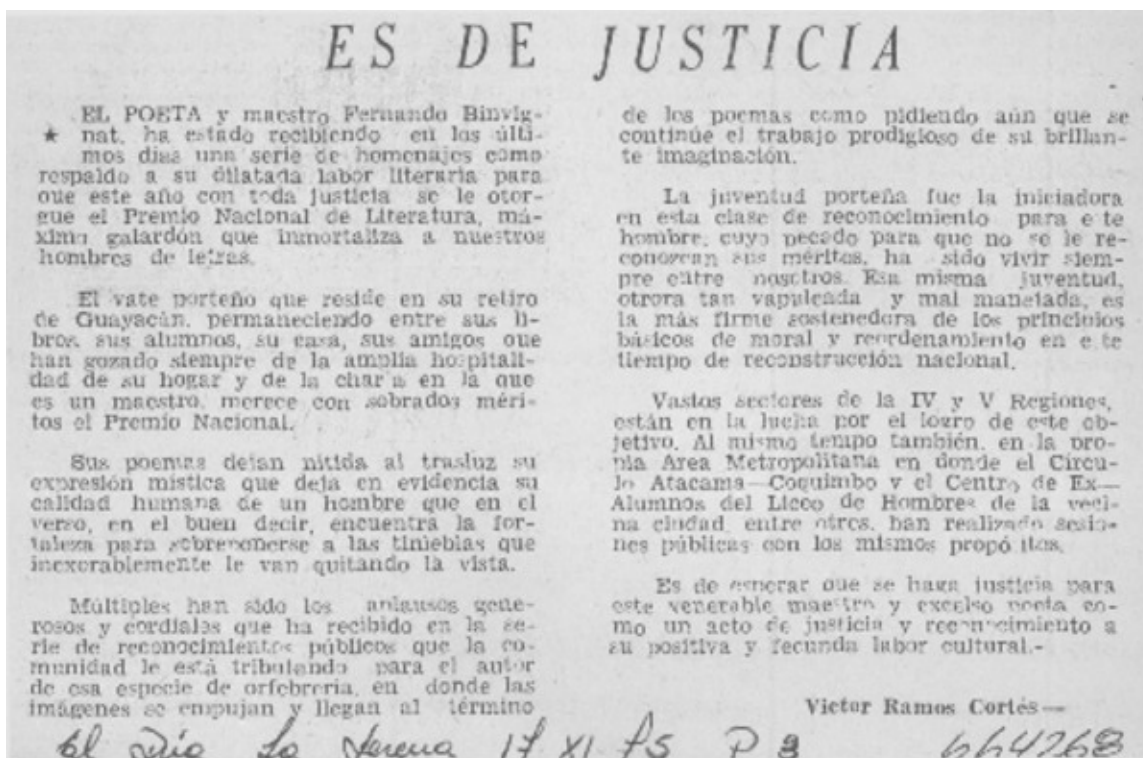 ES DE JUSTICIA
EL POETA y maestro Fernando Binvig-
★ nat, ha estado recibiendo en los últi-
mos días una serie de homenajes como
respaldo a su dilatada labor literaria para
que este año con toda justicia se le otor-
gue el Premio Nacional de Literatura, má-
ximo galardón que inmortaliza a nuestros
hombres de letras.
El vate porteño que reside en su retiro
de Guayacán, permaneciendo entre sus li-
bros, sus alumnos, su casa, sus amigos que
han gozado siempre de la amplia hospitali-
dad de su hogar y de la charla en la que
es un maestro, merece con sobrados méri-
tos el Premio Nacional.
Sus poemas dejan nítida al trasluz su
expresión mística que deja en evidencia su
calidad humana de un hombre que en el
verso, en el buen decir, encuentra la for-
taleza para sobreponerse a las tinieblas que
inexorablemente le van quitando la vista.
Múltiples han sido los aplausos gene-
rosos y cordiales que ha recibido en la se-
rie de reconocimientos públicos que la co-
munidad le está tributando para el autor
de esa especie de orfebrería, en donde las
imágenes se empujan y llegan al término
de los poemas como pidiendo aún que se
continúe el trabajo prodigioso de su brillan-
te imaginación.
La juventud porteña fue la iniciadora
en esta clase de reconocimiento para e te
hombre, cuyo pecado para que no se le re-
conozcan sus méritos, ha sido vivir siem-
pre entre nosotros. Esa misma juventud,
otrora tan vapuleada y mal manejada, es
la más firme sostenedora de los principios
básicos de moral y reordenamiento en e te
tiempo de reconstrucción nacional.
Vastos sectores de la IV y V Regiones,
están en la lucha por el logro de este ob-
jetivo. Al mismo tempo también, en la pro-
pia Area Metropolitana en donde el Círcu-
lo Atacama—Coquimbo y el Centro de Ex—
Alumnos del Liceo de Hombres de la veci-
na ciudad, entre otros, han realizado sesio-
nes públicas con los mismos propó itos.
Es de esperar que se haga justicia para
este venerable maestro y excelso poeta co-
mo un acto de justicia y reconocimiento a
su positiva y fecunda labor cultural.-
Victor Ramos Cortés—
El Día La Serena 17 XI 75 P 3 664268